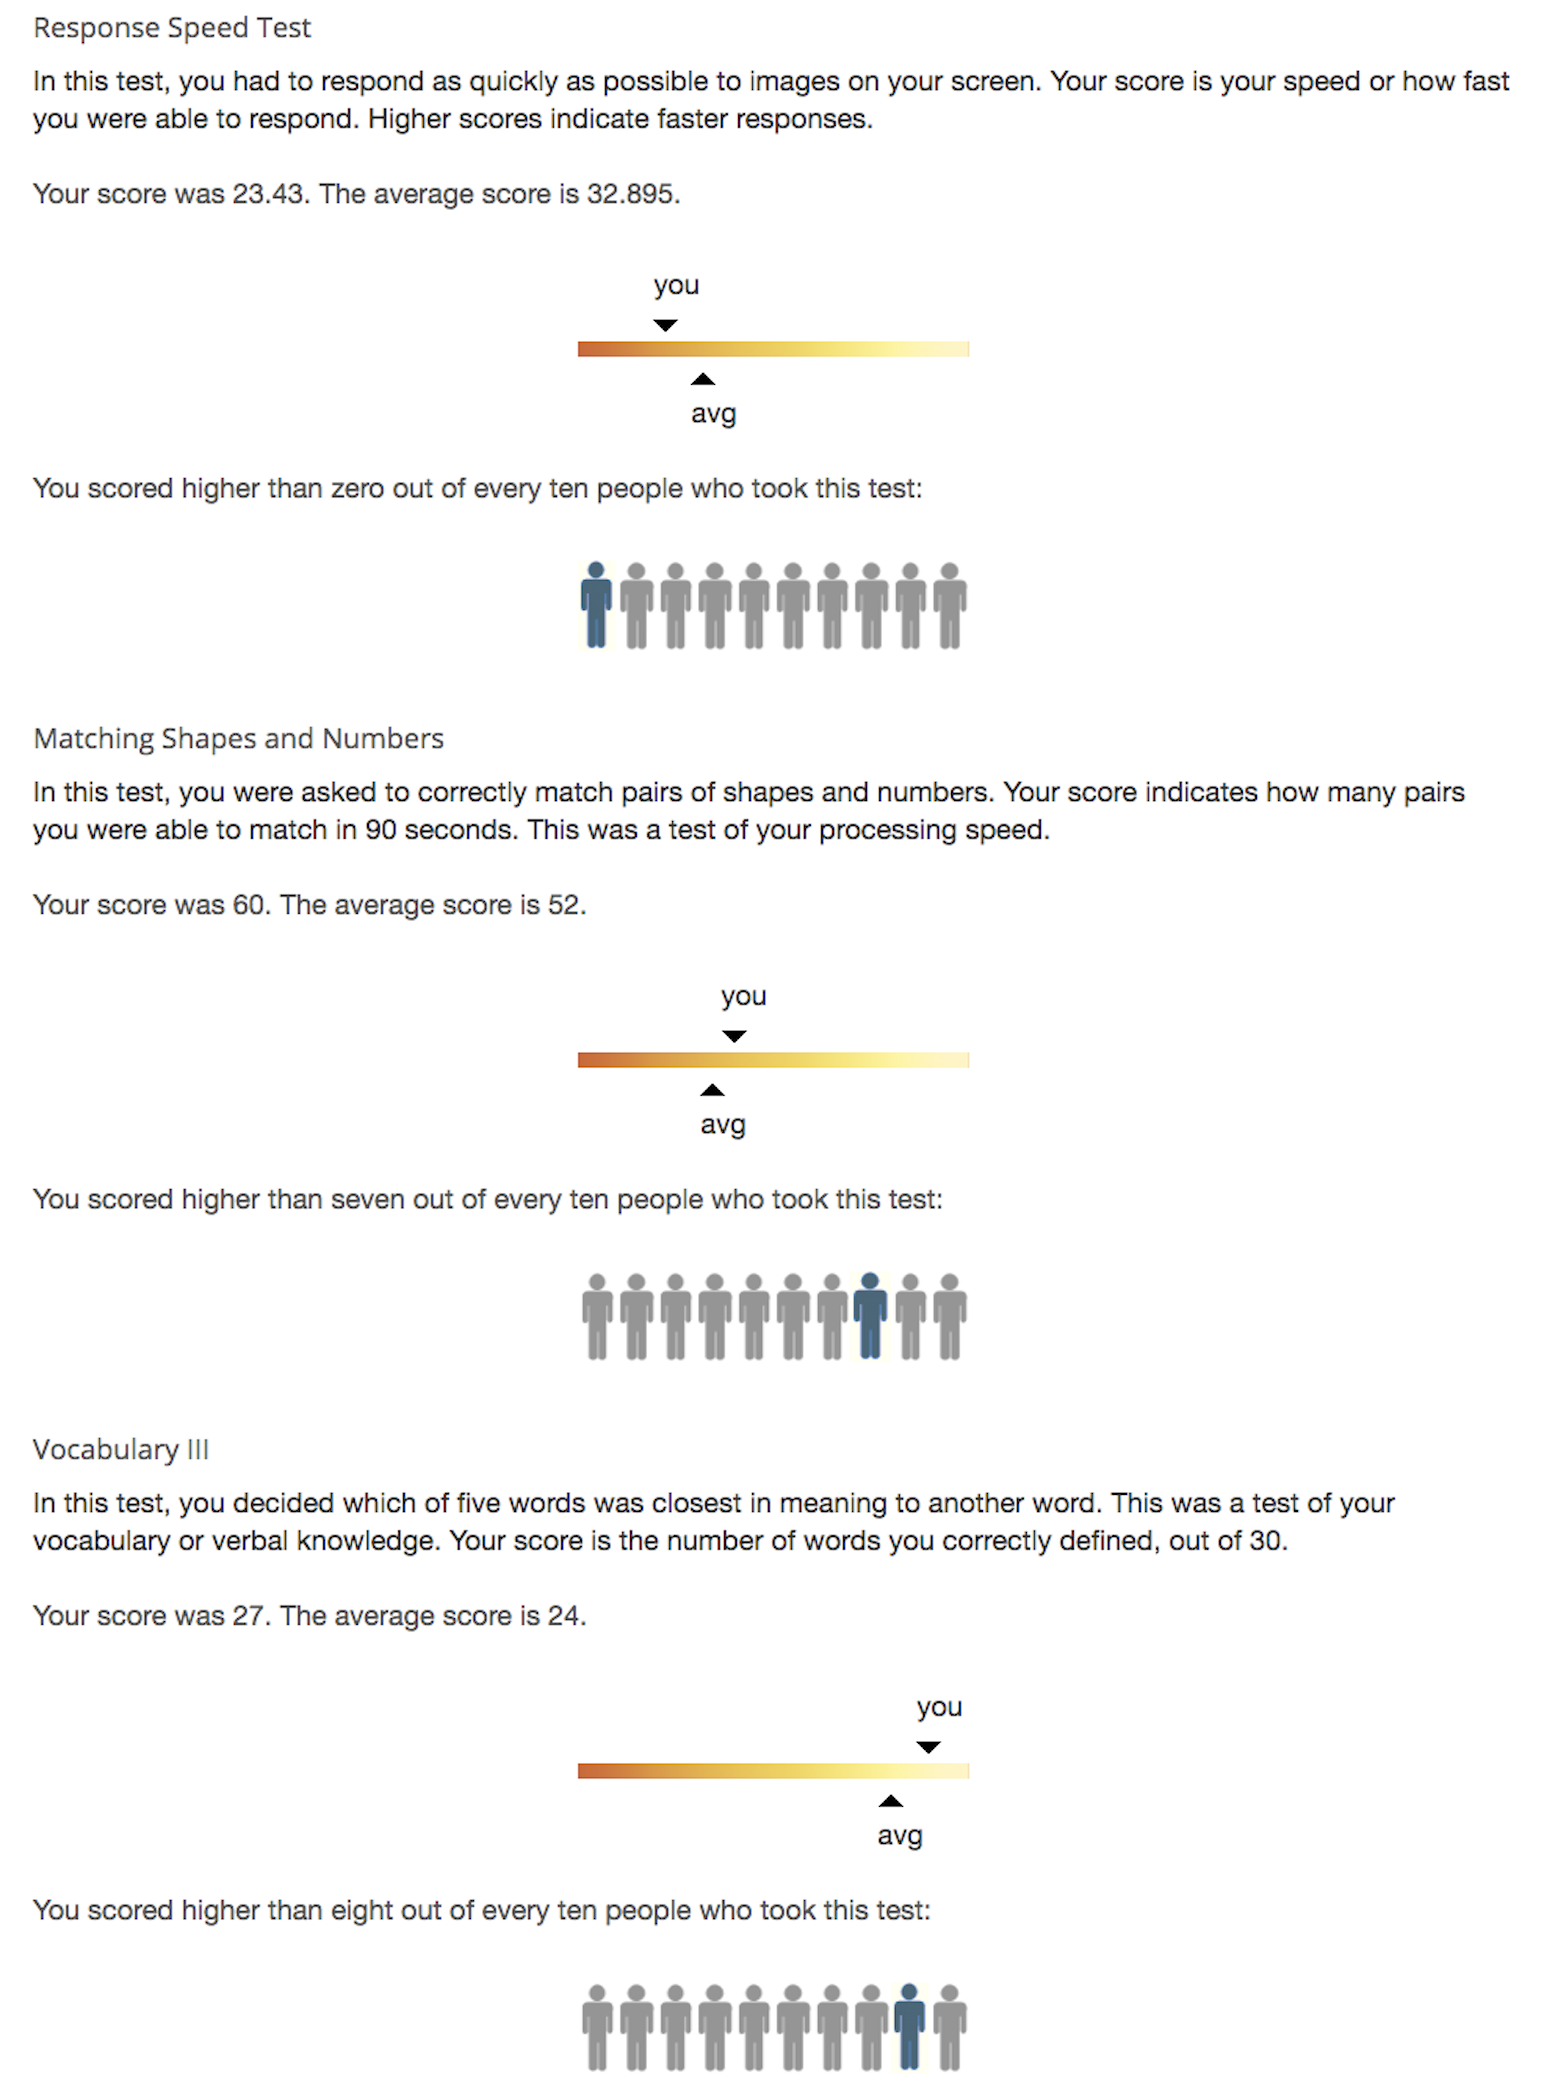 Response Speed Test
In this test, you had to respond as quickly as possible to images on your screen. Your score is your speed or how fast
you were able to respond. Higher scores indicate faster responses.
Your score was 23.43. The average score is 32.895.
you
avg
You scored higher than zero out of every ten people who took this test:
Matching Shapes and Numbers
In this test, you were asked to correctly match pairs of shapes and numbers. Your score indicates how many pairs
you were able to match in 90 seconds. This was a test of your processing speed.
Your score was 60. The average score is 52.
you
avg
You scored higher than seven out of every ten people who took this test:
Vocabulary III
In this test, you decided which of five words was closest in meaning to another word. This was a test of your
vocabulary or verbal knowledge. Your score is the number of words you correctly defined, out of 30.
Your score was 27. The average score is 24.
you
avg
You scored higher than eight out of every ten people who took this test: